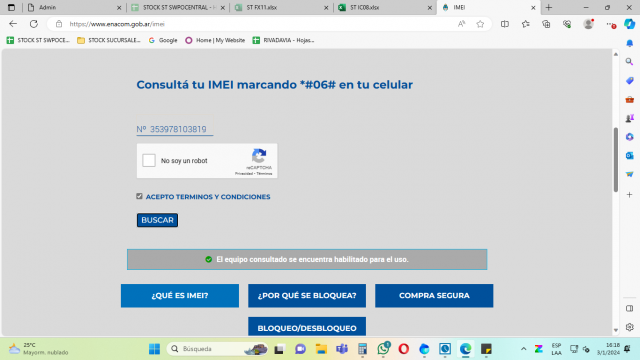 Admin
STOCK ST SWPOCENTRAL - H
ST FX11.xlsx
ST IC08.xlsx
IMEI
https://www.enacom.gob.ar/imei
STOCK ST SWPOCE...
STOCK SUCURSALE...
Google
Home | My Website
RIVADAVIA - Hojas...
Consultá tu IMEI marcando *#06# en tu celular
Nº 353978103819
No soy un robot
reCAPTCHA
Privacidad - Términos
ACEPTO TERMINOS Y CONDICIONES
BUSCAR
El equipo consultado se encuentra habilitado para el uso.
¿QUÉ ES IMEI?
¿POR QUÉ SE BLOQUEA?
COMPRA SEGURA
BLOQUEO/DESBLOQUEO
25°C
Mayorm. nublado
Búsqueda
ESP
LAA
16:18
3/1/2024